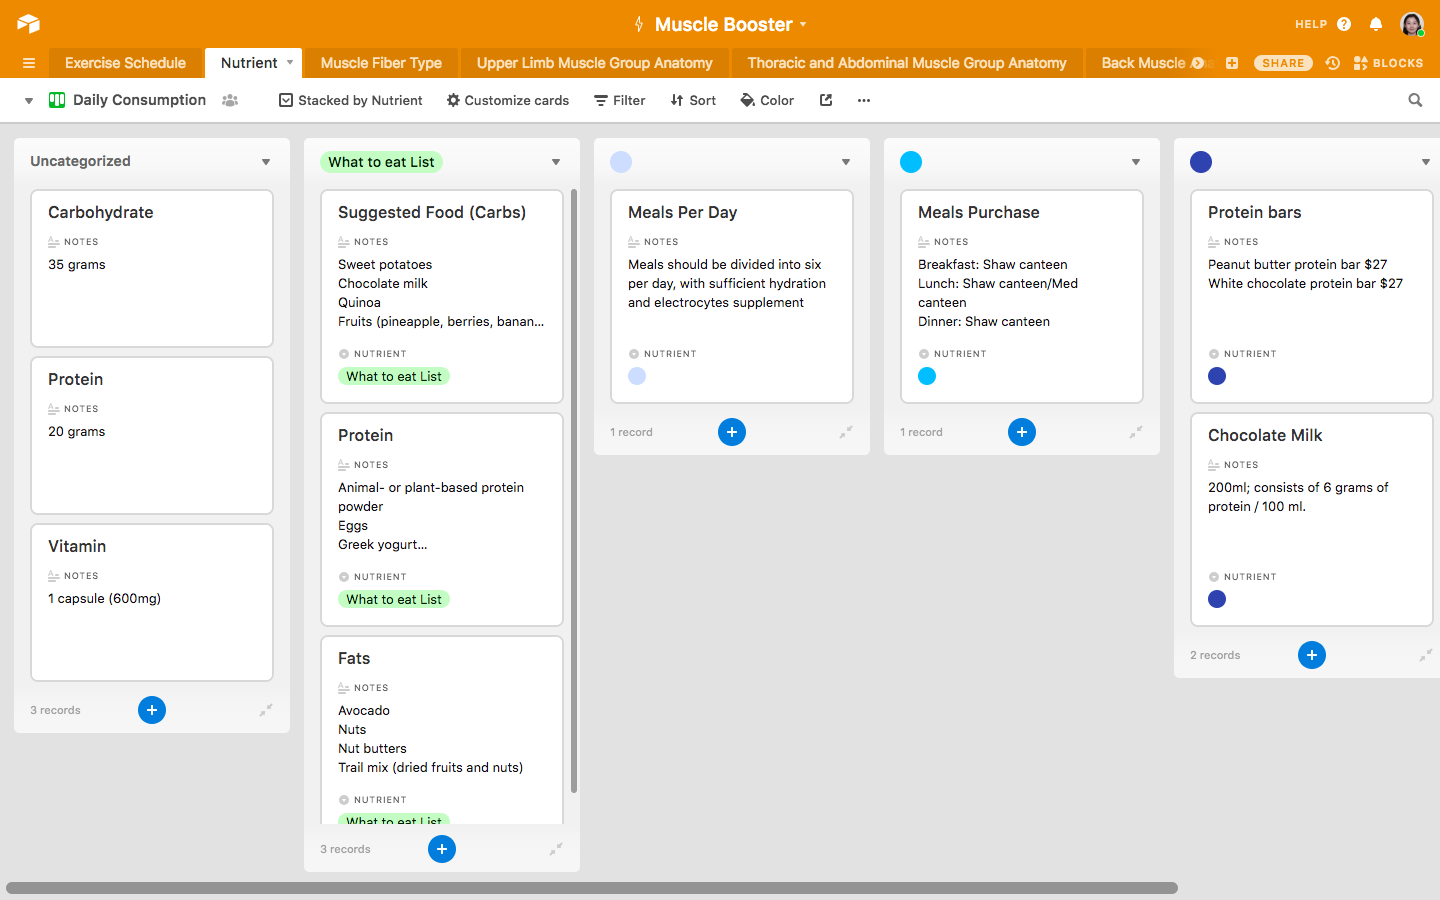 Muscle Booster
HELP
Exercise Schedule
Nutrient
Muscle Fiber Type
Upper Limb Muscle Group Anatomy
Thoracic and Abdominal Muscle Group Anatomy
Back Muscle
SHARE
BLOCKS
Daily Consumption
Stacked by Nutrient
Customize cards
Filter
Sort
Color
Uncategorized
Carbohydrate
NOTES
35 grams
Protein
NOTES
20 grams
Vitamin
NOTES
1 capsule (600mg)
3 records
What to eat List
Suggested Food (Carbs)
NOTES
Sweet potatoes
Chocolate milk
Quinoa
Fruits (pineapple, berries, banan...
NUTRIENT
What to eat List
Protein
NOTES
Animal- or plant-based protein
powder
Eggs
Greek yogurt...
NUTRIENT
What to eat List
Fats
NOTES
Avocado
Nuts
Nut butters
Trail mix (dried fruits and nuts)
NUTRIENT
What to eat List
3 records
Meals Per Day
NOTES
Meals should be divided into six
per day, with sufficient hydration
and electrocytes supplement
NUTRIENT
1 record
Meals Purchase
NOTES
Breakfast: Shaw canteen
Lunch: Shaw canteen/Med
canteen
Dinner: Shaw canteen
NUTRIENT
1 record
Protein bars
NOTES
Peanut butter protein bar $27
White chocolate protein bar $27
NUTRIENT
Chocolate Milk
NOTES
200ml; consists of 6 grams of
protein / 100 ml.
NUTRIENT
2 records